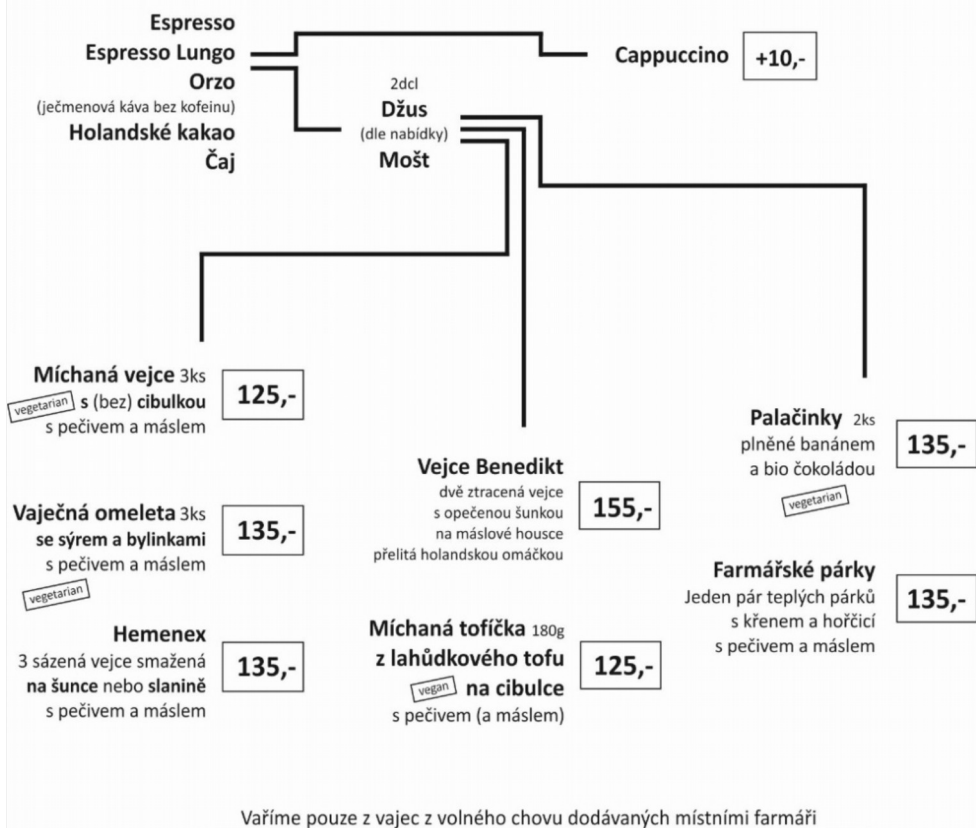 Espresso
Espresso Lungo
Orzo
(ječmenová káva bez kofeinu)
Holandské kakao
Čaj
Cappuccino +10,-
2dcl
Džus
(dle nabídky)
Mošt
Míchaná vejce 3ks
vegetarian s (bez) cibulkou
s pečivem a máslem
125,-
Vaječná omeleta 3ks
se sýrem a bylinkami
s pečivem a máslem
vegetarian
135,-
Hemenex
3 sázená vejce smažená
na šunce nebo slanině
s pečivem a máslem
135,-
Vejce Benedikt
dvě ztracená vejce
s opečenou šunkou
na máslové housce
přelitá holandskou omáčkou
155,-
Míchaná tofíčka 180g
z lahůdkového tofu
vegan na cibulce
s pečivem (a máslem)
125,-
Palačinky 2ks
plněné banánem
a bio čokoládou
vegetarian
135,-
Farmářské párky
Jeden pár teplých párků
s křenem a hořčicí
s pečivem a máslem
135,-
Vaříme pouze z vajec z volného chovu dodávaných místními farmáři